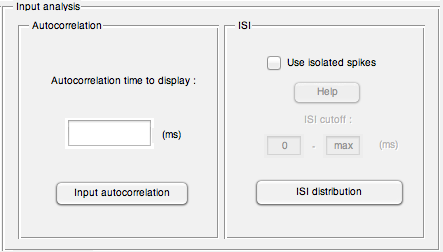 Input analysis
Autocorrelation
Autocorrelation time to display :
(ms)
Input autocorrelation
ISI
Use isolated spikes
Help
ISI cutoff :
0 - max (ms)
ISI distribution